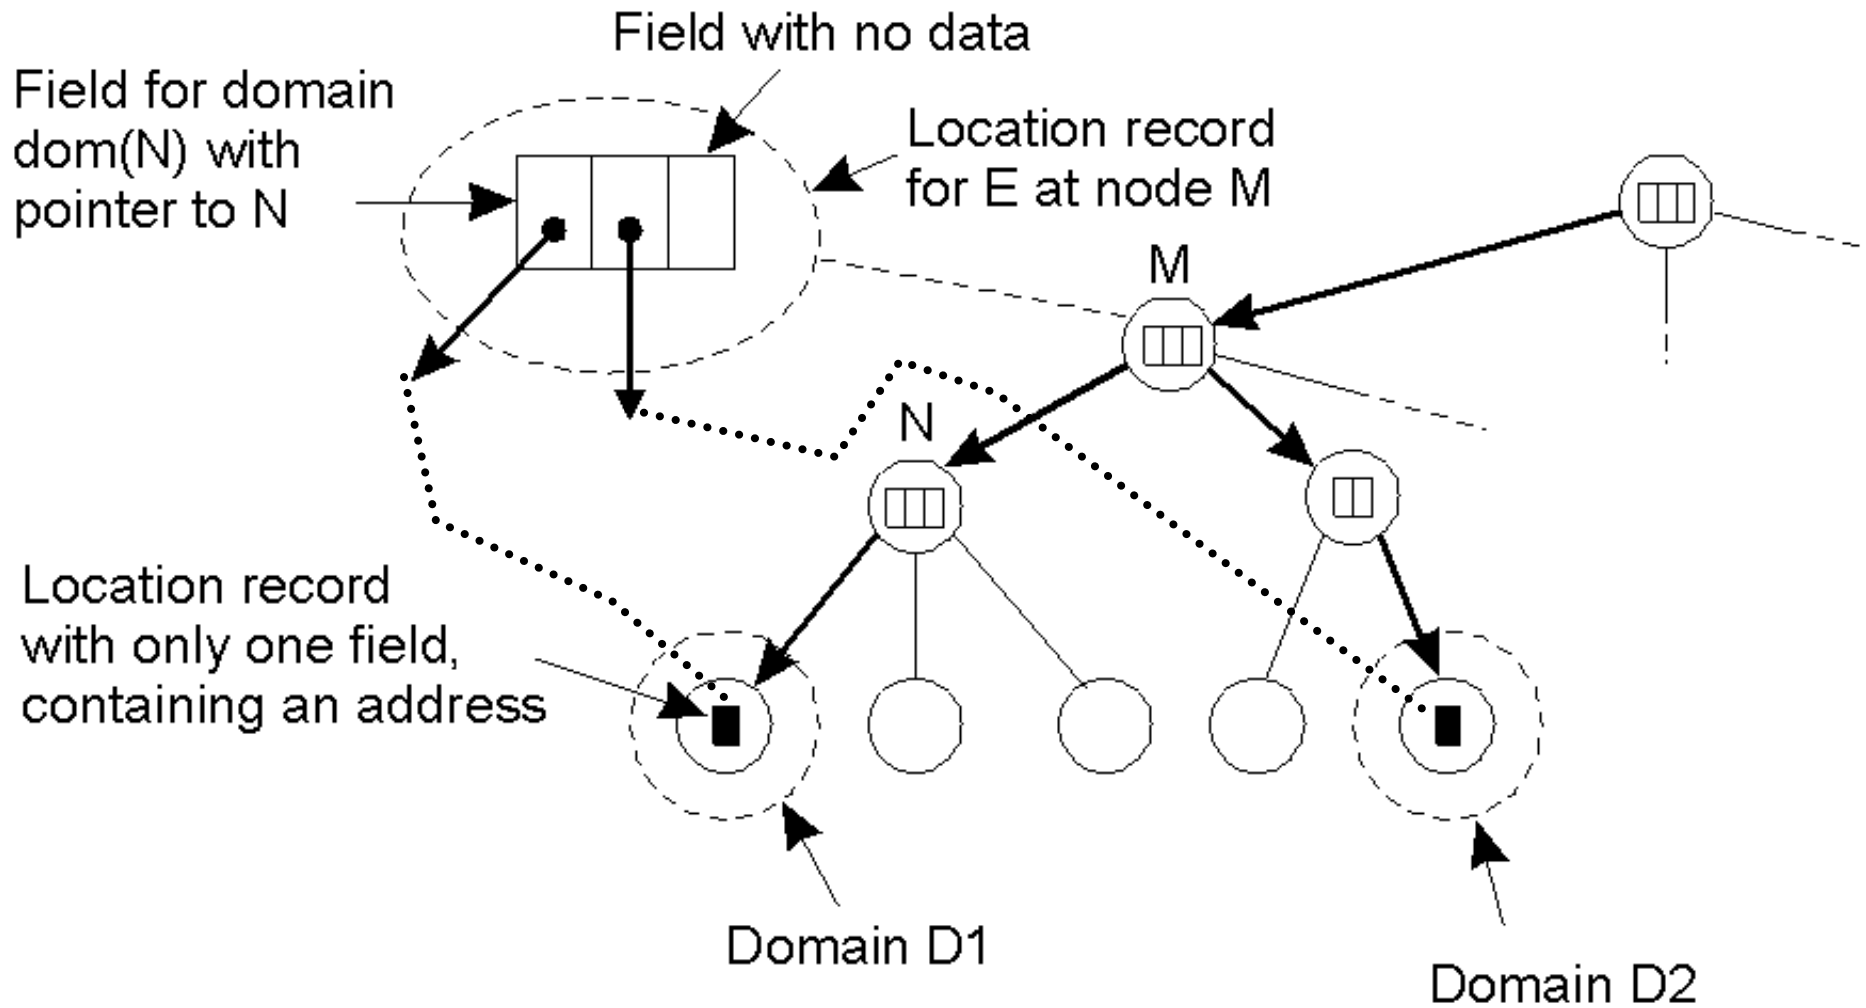 Field with no data
Field for domain
dom(N) with
pointer to N
Location record
for E at node M
M
N
Location record
with only one field,
containing an address
Domain D1
Domain D2